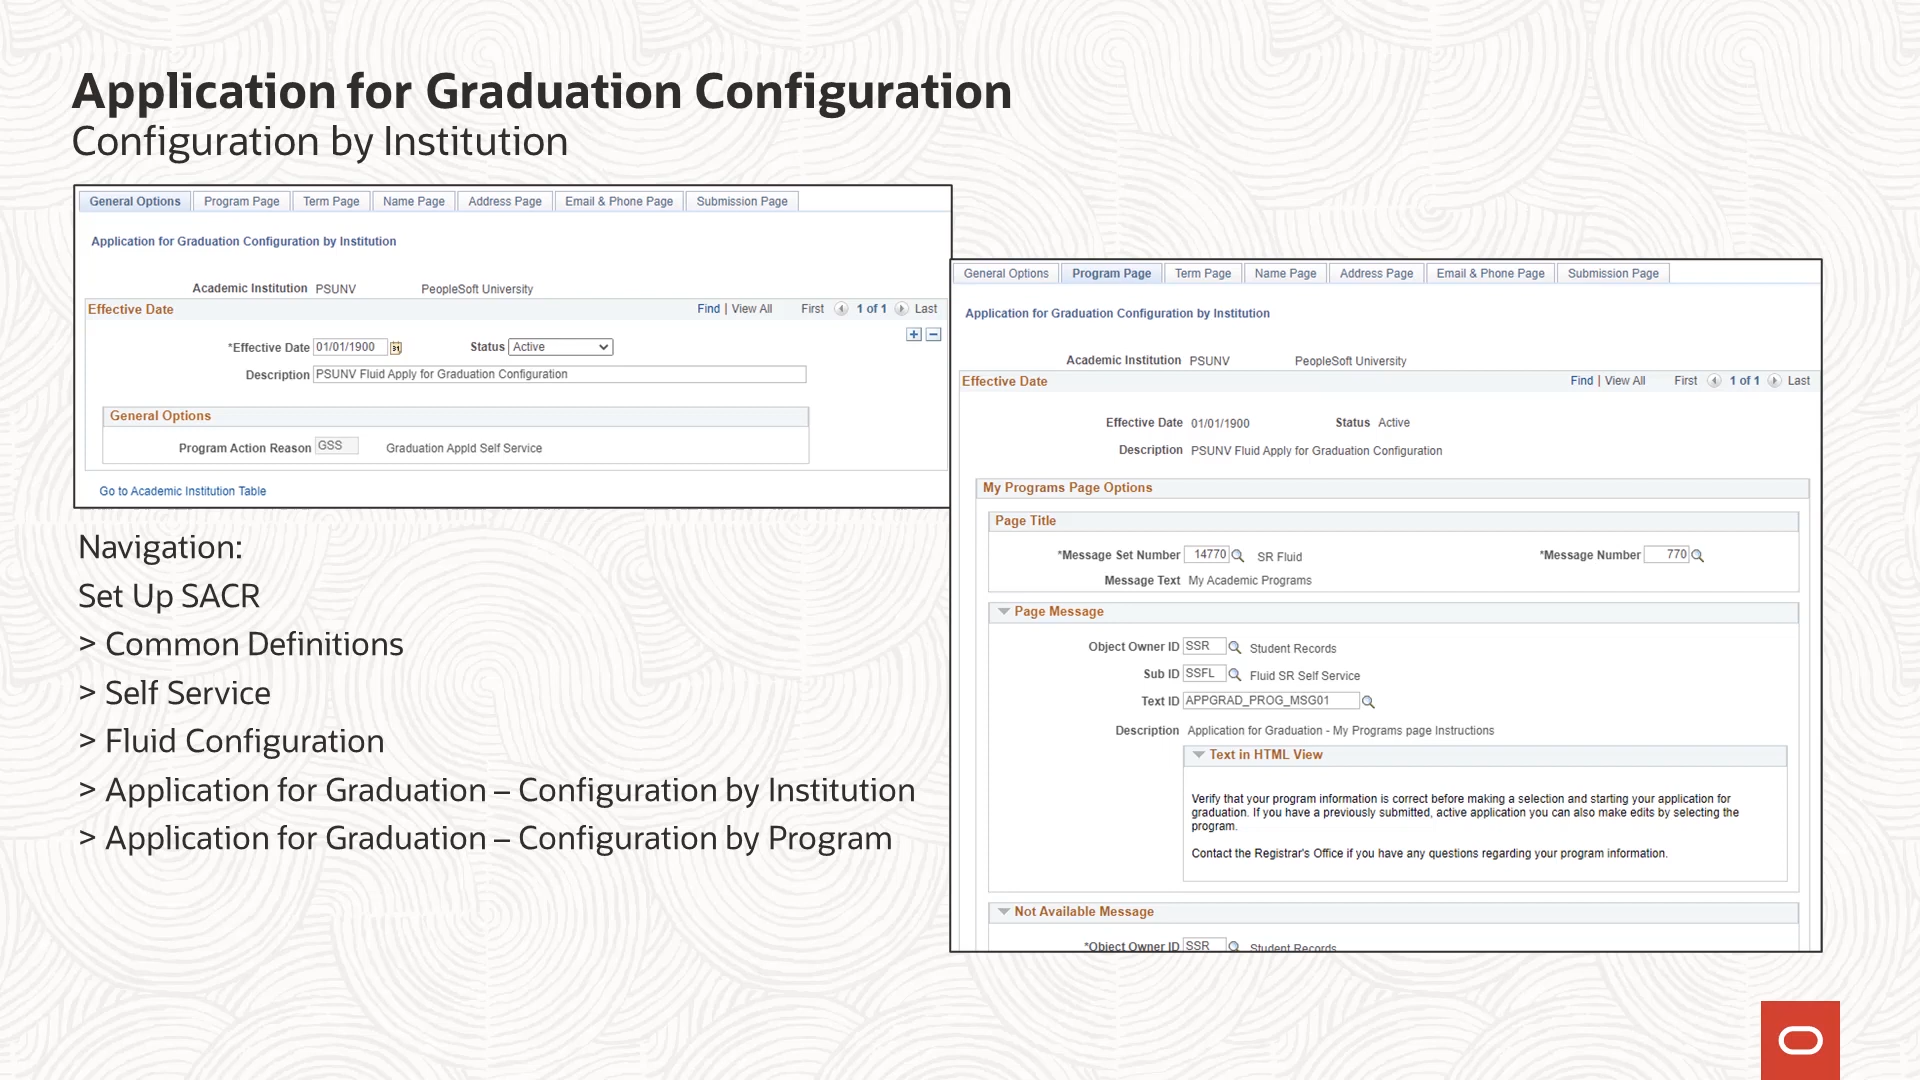 Application for Graduation Configuration
Configuration by Institution
General Options Program Page Term Page Name Page Address Page Email & Phone Page Submission Page
Application for Graduation Configuration by Institution
Academic Institution PSUNV PeopleSoft University
Effective Date Find | View All First 1 of 1 Last
*Effective Date 01/01/1900 31 Status Active
Description PSUNV Fluid Apply for Graduation Configuration
General Options
Program Action Reason GSS Graduation Appld Self Service
Go to Academic Institution Table
Navigation:
Set Up SACR
> Common Definitions
> Self Service
> Fluid Configuration
> Application for Graduation – Configuration by Institution
> Application for Graduation – Configuration by Program
General Options Program Page Term Page Name Page Address Page Email & Phone Page Submission Page
Application for Graduation Configuration by Institution
Academic Institution PSUNV PeopleSoft University
Effective Date Find | View All First 1 of 1 Last
Effective Date 01/01/1900 Status Active
Description PSUNV Fluid Apply for Graduation Configuration
My Programs Page Options
Page Title
*Message Set Number 14770 SR Fluid *Message Number 770
Message Text My Academic Programs
Page Message
Object Owner ID SSR Student Records
Sub ID SSFL Fluid SR Self Service
Text ID APPGRAD_PROG_MSG01
Description Application for Graduation - My Programs page Instructions
Text in HTML View
Verify that your program information is correct before making a selection and starting your application for
graduation. If you have a previously submitted, active application you can also make edits by selecting the
program.
Contact the Registrar's Office if you have any questions regarding your program information.
Not Available Message
*Object Owner ID SSR Student Records